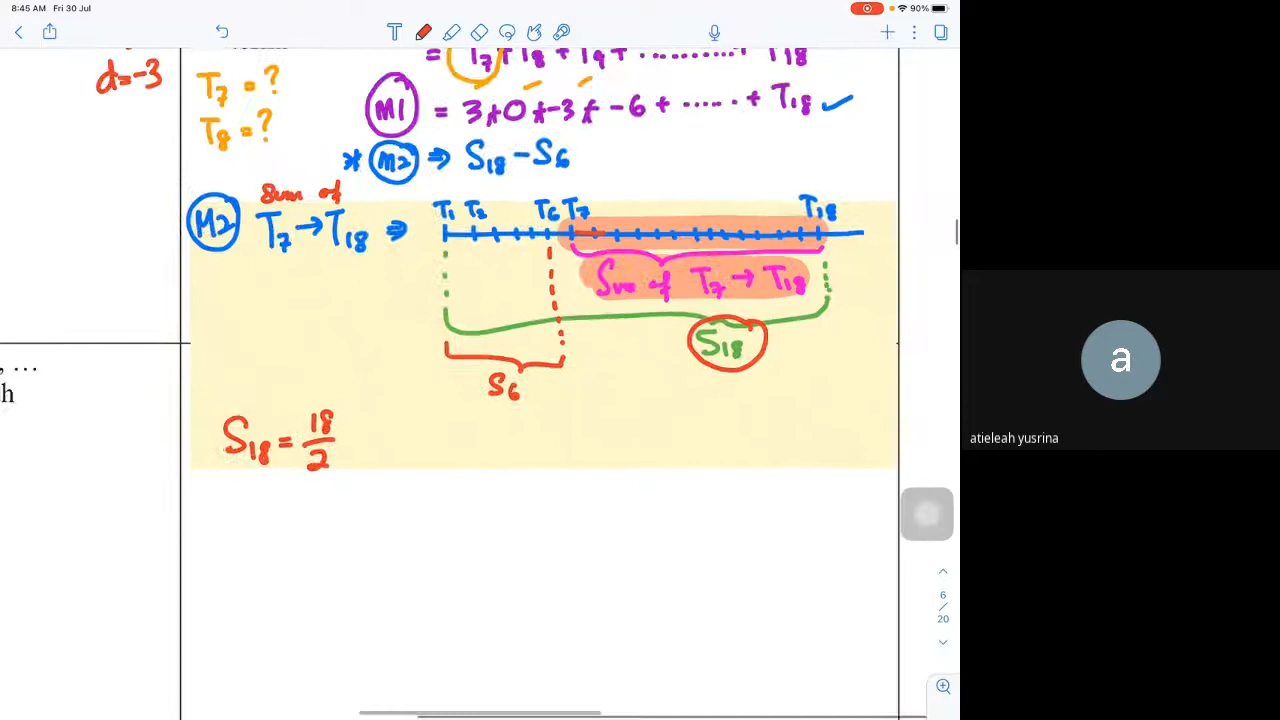 8:45 AM Fri 30 Jul
90%
= T7 + T8 + T9 + ........... + T18
d=-3
T7 = ?
T8 = ?
M1 = 3 + 0 + -3 + -6 + ...... + T18 ✓
* M2 ⇒ S18 - S6
Sum of
M2 T7 → T18 ⇒
T1 T2 T6 T7 T18
Sum of T7 → T18
S18
S6
, …
h
S18 = 18/2
a
atieleah yusrina
6
/
20